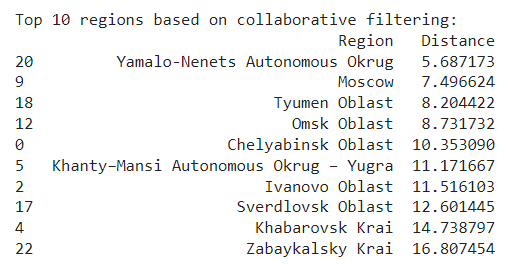 Top 10 regions based on collaborative filtering:
Region Distance
20 Yamalo-Nenets Autonomous Okrug 5.687173
9 Moscow 7.496624
18 Tyumen Oblast 8.204422
12 Omsk Oblast 8.731732
0 Chelyabinsk Oblast 10.353090
5 Khanty–Mansi Autonomous Okrug – Yugra 11.171667
2 Ivanovo Oblast 11.516103
17 Sverdlovsk Oblast 12.601445
4 Khabarovsk Krai 14.738797
22 Zabaykalsky Krai 16.807454